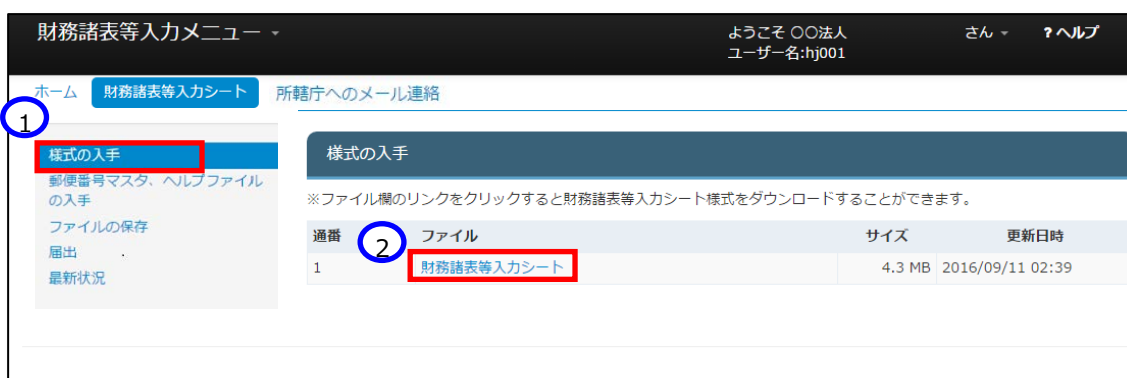 財務諸表等入力メニュー
ようこそ 〇〇法人 さん ?ヘルプ
ユーザー名:hj001
ホーム 財務諸表等入力シート 所轄庁へのメール連絡
1
様式の入手
郵便番号マスタ、ヘルプファイル
の入手
ファイルの保存
届出 .
最新状況
様式の入手
※ファイル欄のリンクをクリックすると財務諸表等入力シート様式をダウンロードすることができます。
通番 2 ファイル サイズ 更新日時
1 財務諸表等入力シート 4.3 MB 2016/09/11 02:39